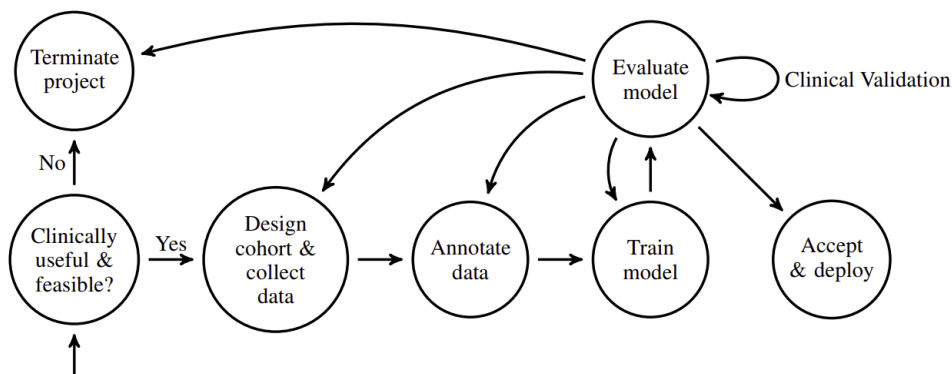 Terminate
project
Evaluate
model
Clinical Validation
No
Clinically
useful &
feasible?
Yes
Design
cohort &
collect
data
Annotate
data
Train
model
Accept
& deploy